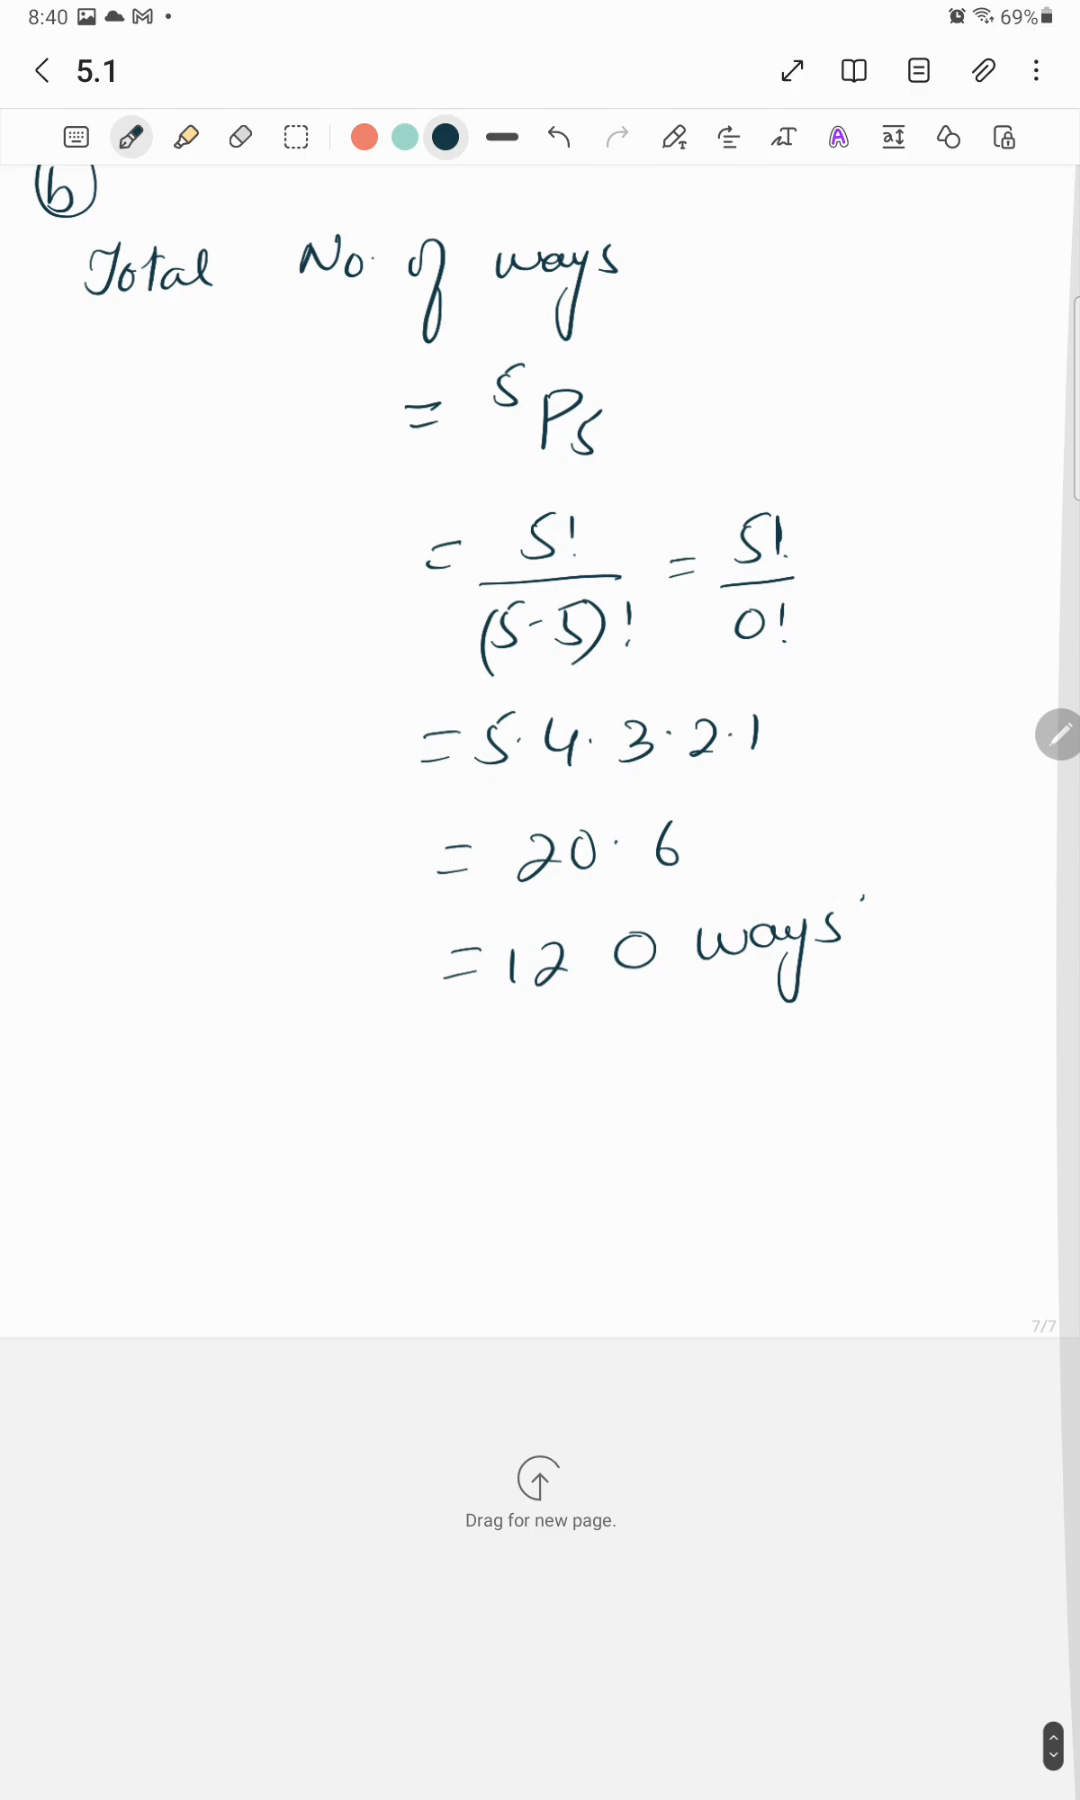 8:40 69%
5.1
(b)
Total No. of ways
= ⁵P₅
= 5!/(5-5)! = 5!/0!
= 5·4·3·2·1
= 20·6
= 120 ways
7/7
Drag for new page.